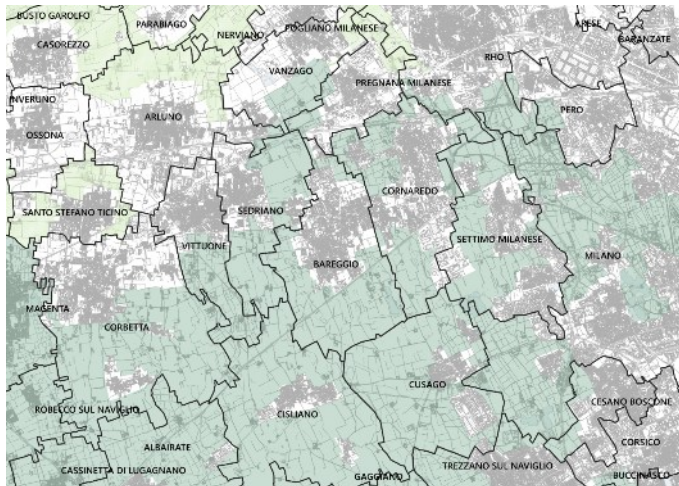 BUSTO GAROLFO
PARABIAGO
NERVIANO
POGLIANO MILANESE
ARESE
BARANZATE
CASOREZZO
VANZAGO
RHO
PREGNANA MILANESE
INVERUNO
ARLUNO
PERO
OSSONA
CORNAREDO
SANTO STEFANO TICINO
SEDRIANO
VITTUONE
SETTIMO MILANESE
BAREGGIO
MILANO
MAGENTA
CORBETTA
CUSAGO
CESANO BOSCONE
ROBECCO SUL NAVIGLIO
CISLIANO
CORSICO
ALBAIRATE
CASSINETTA DI LUGAGNANO
GAGGIANO
TREZZANO SUL NAVIGLIO
BUCCINASCO